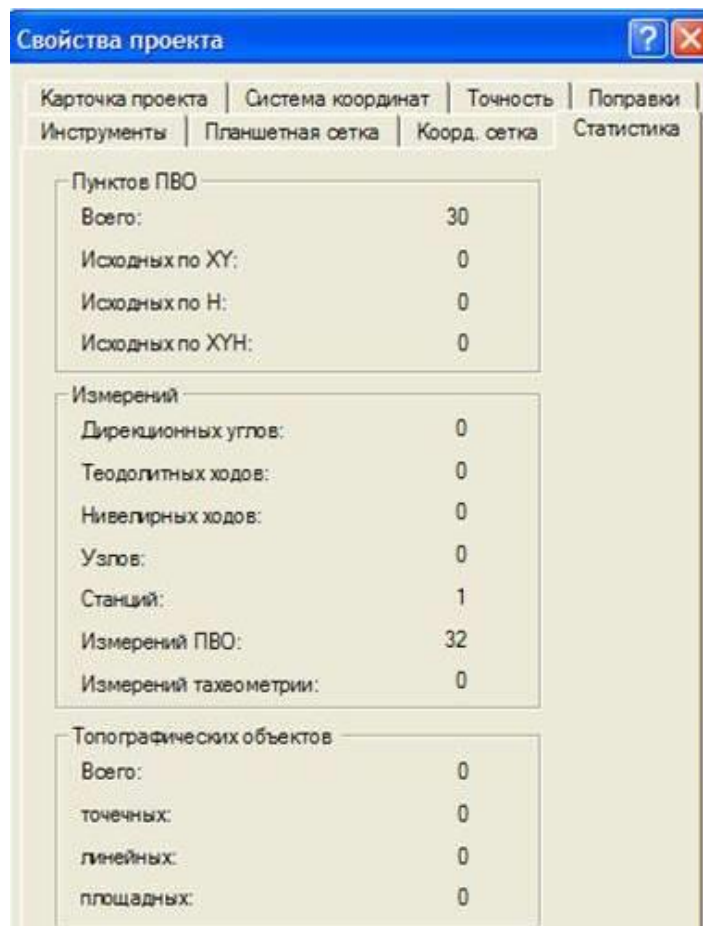 Свойства проекта
Карточка проекта Система координат Точность Поправки
Инструменты Планшетная сетка Коорд. сетка Статистика
Пунктов ПВО
Всего: 30
Исходных по XY: 0
Исходных по H: 0
Исходных по XYH: 0
Измерений
Дирекционных углов: 0
Теодолитных ходов: 0
Нивелирных ходов: 0
Узлов: 0
Станций: 1
Измерений ПВО: 32
Измерений тахеометрии: 0
Топографических объектов
Всего: 0
точечных: 0
линейных: 0
площадных: 0